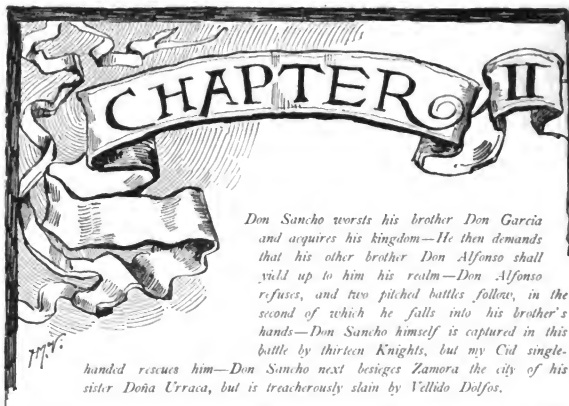 CHAPTER II
Don Sancho worsts his brother Don Garcia
and acquires his kingdom—He then demands
that his other brother Don Alfonso shall
yield up to him his realm—Don Alfonso
refuses, and two pitched battles follow, in the
second of which he falls into his brother's
hands—Don Sancho himself is captured in this
battle by thirteen Knights, but my Cid single-
handed rescues him—Don Sancho next besieges Zamora the city of his
sister Doña Urraca, but is treacherously slain by Vellido Dolfos.